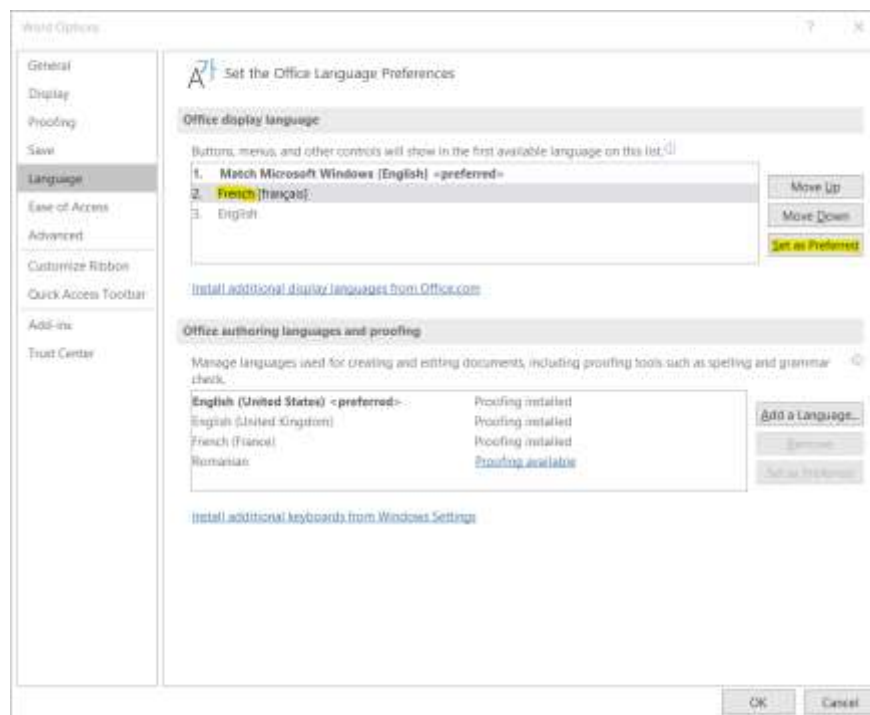 Word Options
General
Display
Proofing
Save
Language
Ease of Access
Advanced
Customize Ribbon
Quick Access Toolbar
Add-ins
Trust Center
Set the Office Language Preferences
Office display language
Buttons, menus, and other controls will show in the first available language on this list.
1. Match Microsoft Windows [English] <preferred>
2. French [français]
3. English
Move Up
Move Down
Set as Preferred
Install additional display languages from Office.com
Office authoring languages and proofing
Manage languages used for creating and editing documents, including proofing tools such as spelling and grammar
check.
English (United States) <preferred> Proofing installed
English (United Kingdom) Proofing installed
French (France) Proofing installed
Romanian Proofing available
Add a Language...
Remove
Set as Preferred
Install additional keyboards from Windows Settings
OK Cancel